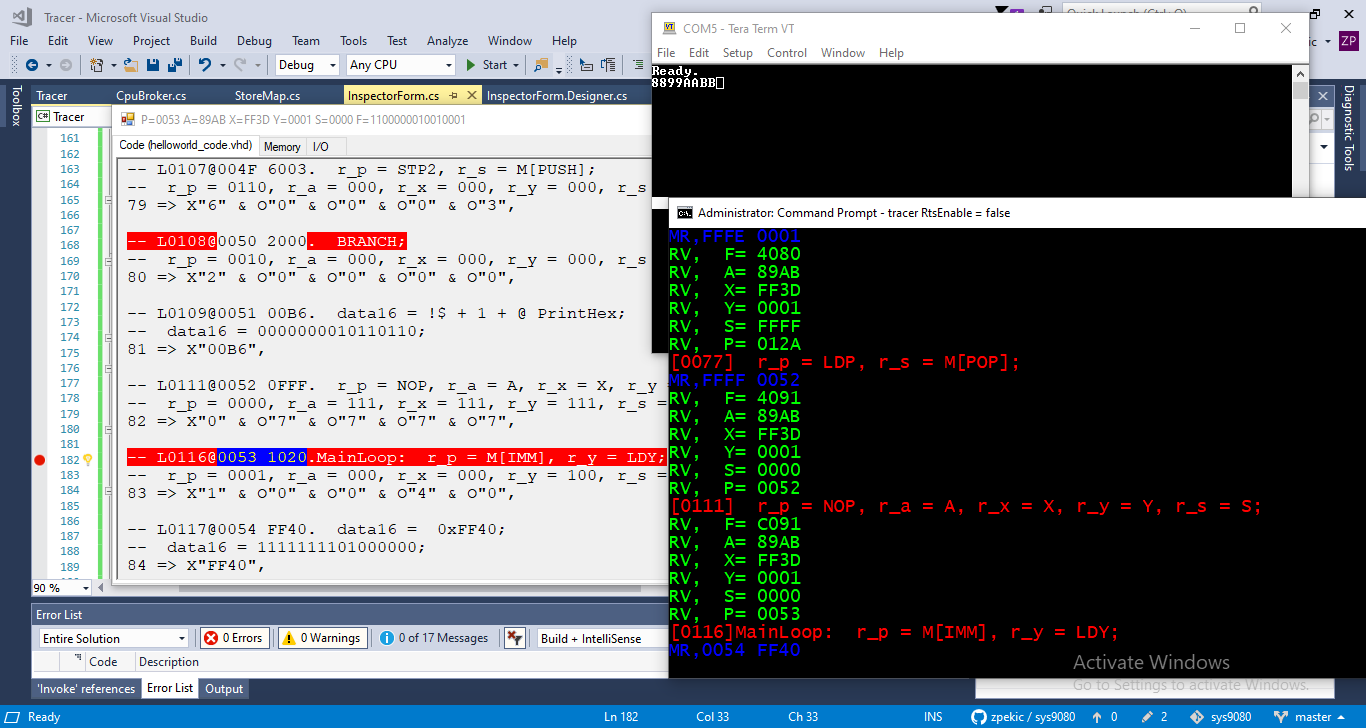 Tracer - Microsoft Visual Studio
File Edit View Project Build Debug Team Tools Test Analyze Window Help
ZP
Debug Any CPU Start
Toolbox
Tracer CpuBroker.cs StoreMap.cs InspectorForm.cs InspectorForm.Designer.cs
C# Tracer
161
162
163
164
165
166
167
168
169
170
171
172
173
174
175
176
177
178
179
180
181
182
183
184
185
186
187
188
189
90 %
P=0053 A=89AB X=FF3D Y=0001 S=0000 F=1100000010010001
Code (helloworld_code.vhd) Memory I/O
-- L0107@004F 6003.  r_p = STP2, r_s = M[PUSH];
--  r_p = 0110, r_a = 000, r_x = 000, r_y = 000, r_s
79 => X"6" & O"0" & O"0" & O"0" & O"3",
-- L0108@0050 2000.  BRANCH;
--  r_p = 0010, r_a = 000, r_x = 000, r_y = 000, r_s
80 => X"2" & O"0" & O"0" & O"0" & O"0",
-- L0109@0051 00B6.  data16 = !$ + 1 + @ PrintHex;
--  data16 = 0000000010110110;
81 => X"00B6",
-- L0111@0052 0FFF.  r_p = NOP, r_a = A, r_x = X, r_y =
--  r_p = 0000, r_a = 111, r_x = 111, r_y = 111, r_s =
82 => X"0" & O"7" & O"7" & O"7" & O"7",
-- L0116@0053 1020.MainLoop:  r_p = M[IMM], r_y = LDY;
--  r_p = 0001, r_a = 000, r_x = 000, r_y = 100, r_s =
83 => X"1" & O"0" & O"0" & O"4" & O"0",
-- L0117@0054 FF40.  data16 =  0xFF40;
--  data16 = 1111111101000000;
84 => X"FF40",
COM5 - Tera Term VT
File Edit Setup Control Window Help
Ready.
8899AABB
Diagnostic Tools
Administrator: Command Prompt - tracer RtsEnable = false
MR,FFFE 0001
RV,  F= 4080
RV,  A= 89AB
RV,  X= FF3D
RV,  Y= 0001
RV,  S= FFFF
RV,  P= 012A
[0077]  r_p = LDP, r_s = M[POP];
MR,FFFF 0052
RV,  F= 4091
RV,  A= 89AB
RV,  X= FF3D
RV,  Y= 0001
RV,  S= 0000
RV,  P= 0052
[0111]  r_p = NOP, r_a = A, r_x = X, r_y = Y, r_s = S;
RV,  F= C091
RV,  A= 89AB
RV,  X= FF3D
RV,  Y= 0001
RV,  S= 0000
RV,  P= 0053
[0116]MainLoop:  r_p = M[IMM], r_y = LDY;
MR,0054 FF40
Activate Windows
Go to Settings to activate Windows.
Error List
Entire Solution 0 Errors 0 Warnings 0 of 17 Messages Build + IntelliSense
Code Description
'Invoke' references Error List Output
Ready Ln 182 Col 33 Ch 33 INS zpekic / sys9080 0 2 sys9080 master